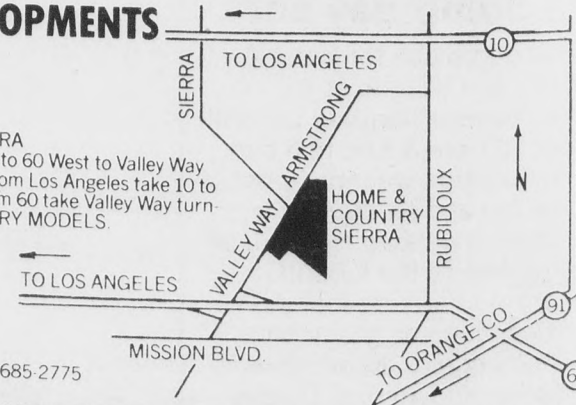 OPMENTS
10
TO LOS ANGELES
SIERRA
ARMSTRONG
RA
to 60 West to Valley Way
om Los Angeles take 10 to
m 60 take Valley Way turn-
RY MODELS.
N
HOME &
COUNTRY
SIERRA
VALLEY WAY
RUBIDOUX
TO LOS ANGELES
91
MISSION BLVD.
TO ORANGE CO.
6
685-2775